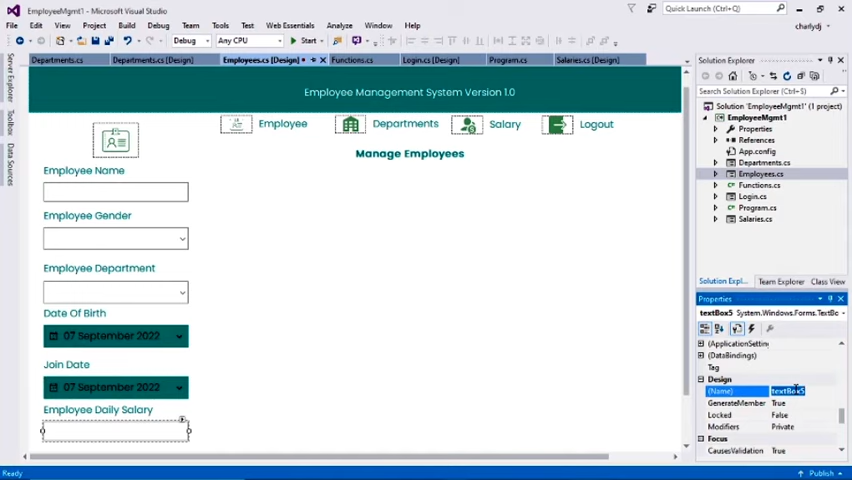 EmployeeMgmt1 - Microsoft Visual Studio
Quick Launch (Ctrl+Q)
File Edit View Project Build Debug Team Tools Test Web Essentials Analyze Window Help
charlydj
Debug Any CPU Start
Departments.cs Departments.cs [Design] Employees.cs [Design] Functions.cs Login.cs [Design] Program.cs Salaries.cs [Design]
Server Explorer
Toolbox
Data Sources
Employee Management System Version 1.0
Employee Departments Salary Logout
Manage Employees
Employee Name
Employee Gender
Employee Department
Date Of Birth
07 September 2022
Join Date
07 September 2022
Employee Daily Salary
Solution Explorer
Search Solution Explorer (Ctrl+;)
Solution 'EmployeeMgmt1' (1 project)
EmployeeMgmt1
Properties
References
App.config
Departments.cs
Employees.cs
Functions.cs
Login.cs
Program.cs
Salaries.cs
Solution Expl... Team Explorer Class View
Properties
textBox5 System.Windows.Forms.TextBo
(ApplicationSetting
(DataBindings)
Tag
Design
(Name) textBox5
GenerateMember True
Locked False
Modifiers Private
Focus
CausesValidation True
Ready
Publish